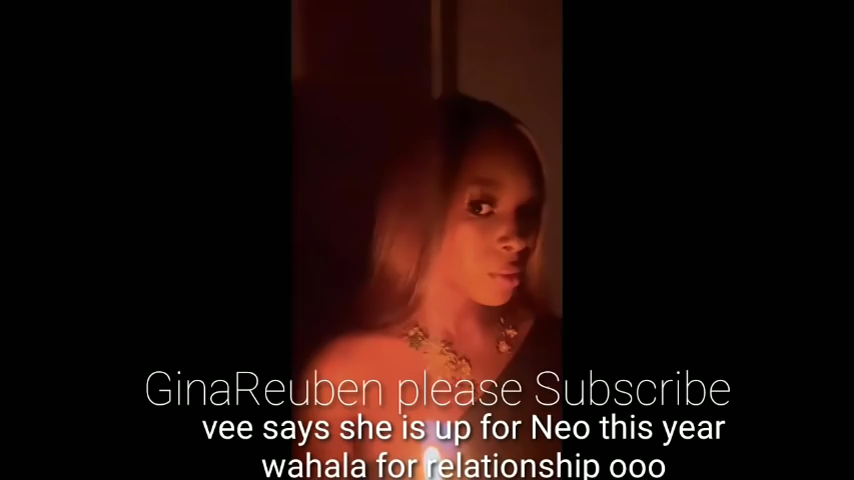 GinaReuben please Subscribe
vee says she is up for Neo this year
wahala for relationship ooo